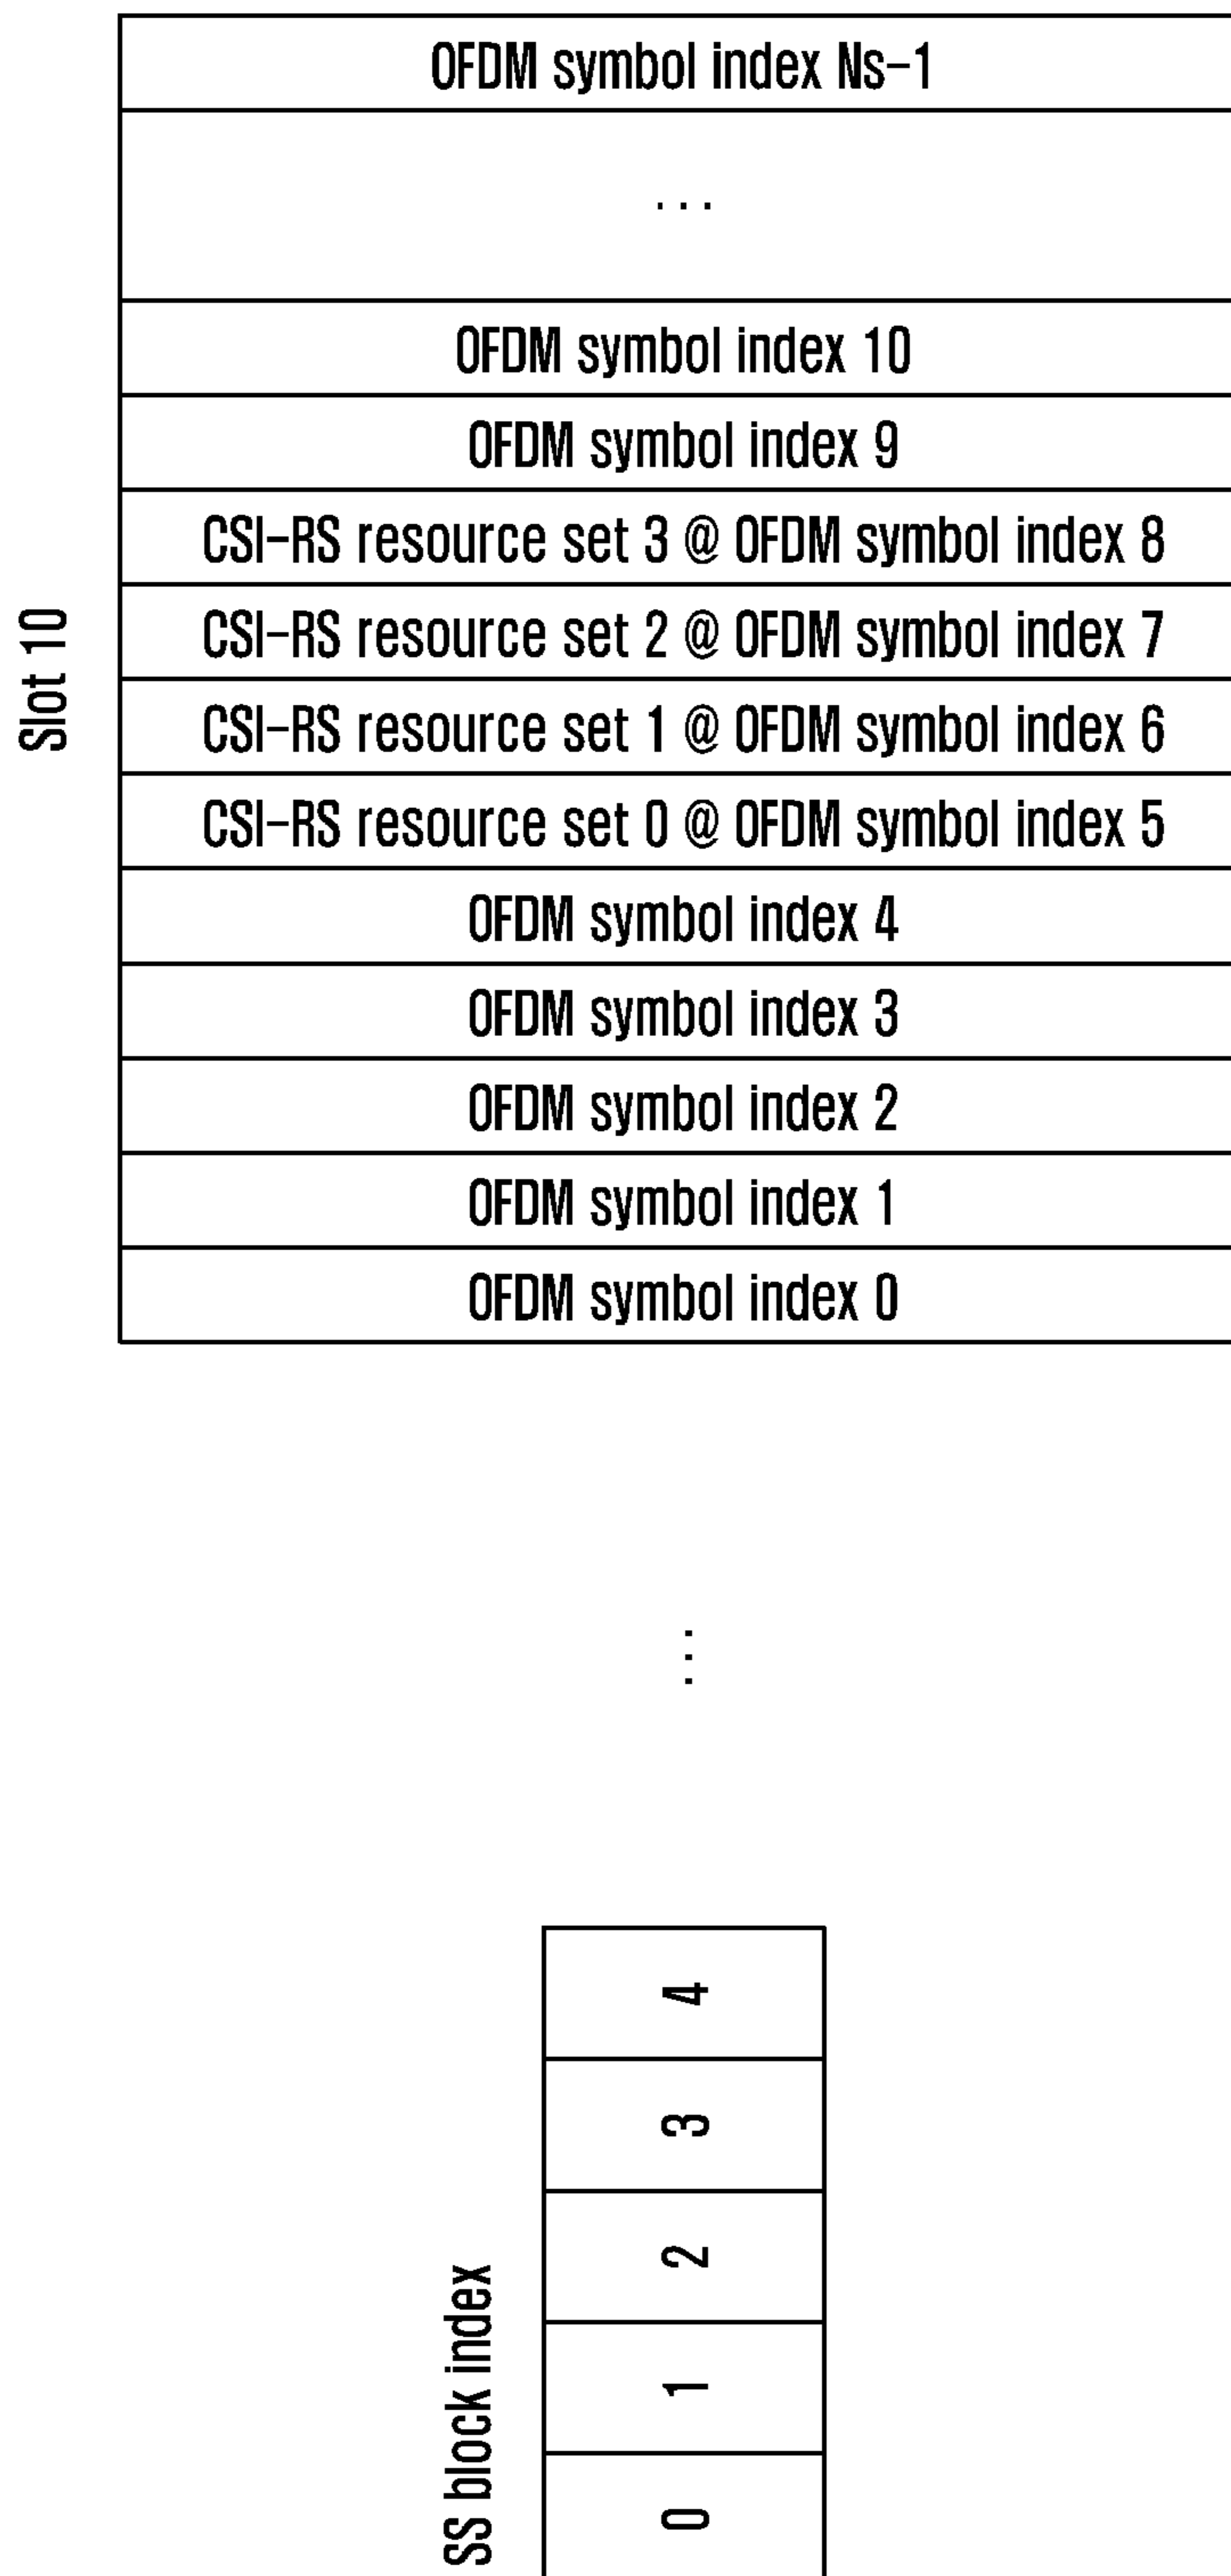 Slot 10
OFDM symbol index Ns-1
...
OFDM symbol index 10
OFDM symbol index 9
CSI-RS resource set 3 @ OFDM symbol index 8
CSI-RS resource set 2 @ OFDM symbol index 7
CSI-RS resource set 1 @ OFDM symbol index 6
CSI-RS resource set 0 @ OFDM symbol index 5
OFDM symbol index 4
OFDM symbol index 3
OFDM symbol index 2
OFDM symbol index 1
OFDM symbol index 0
...
SS block index
4
3
2
1
0